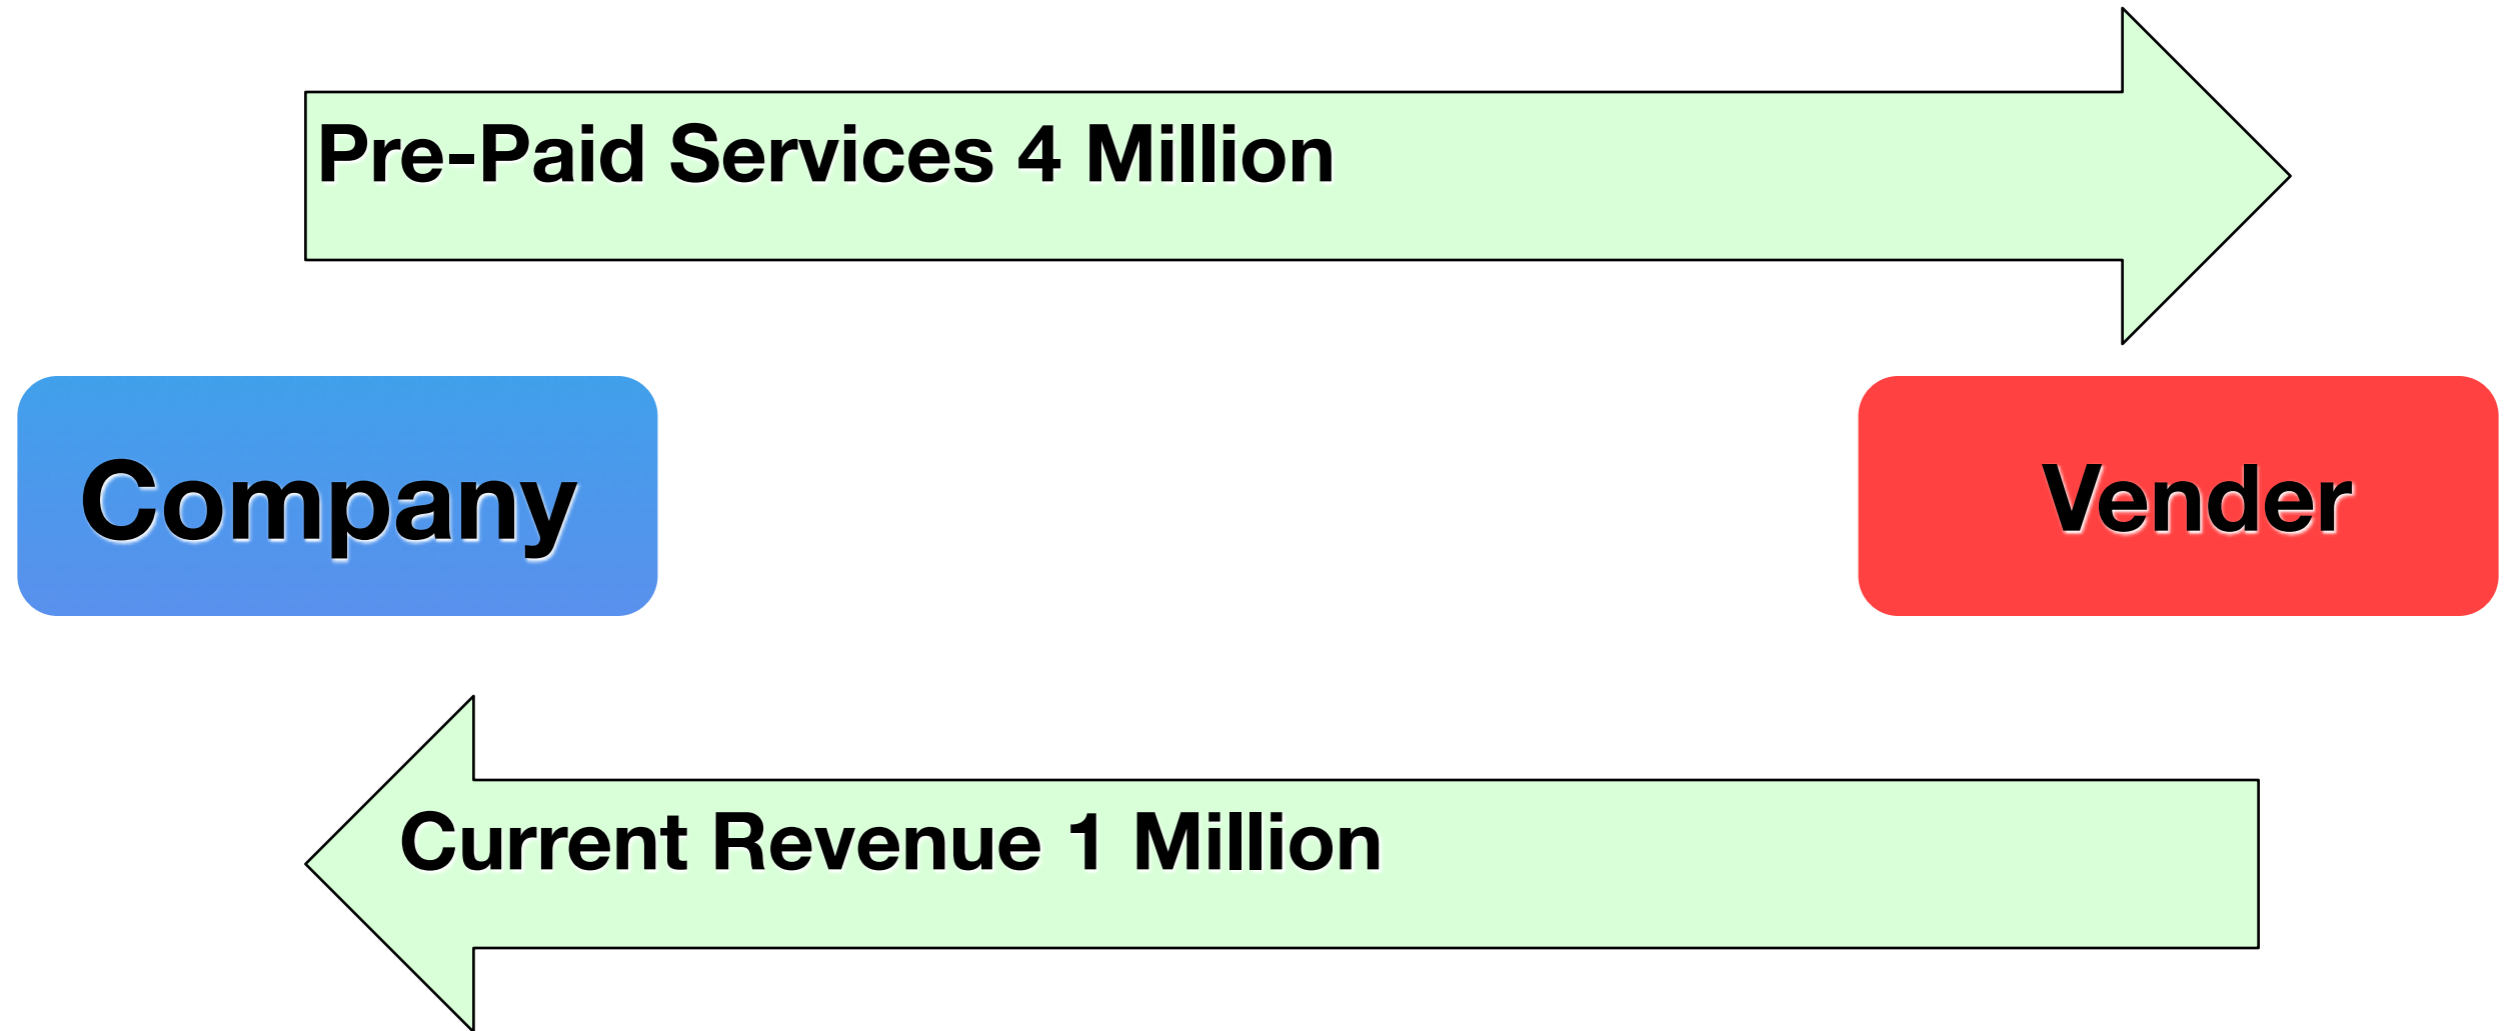 Pre-Paid Services 4 Million
Company
Vender
Current Revenue 1 Million